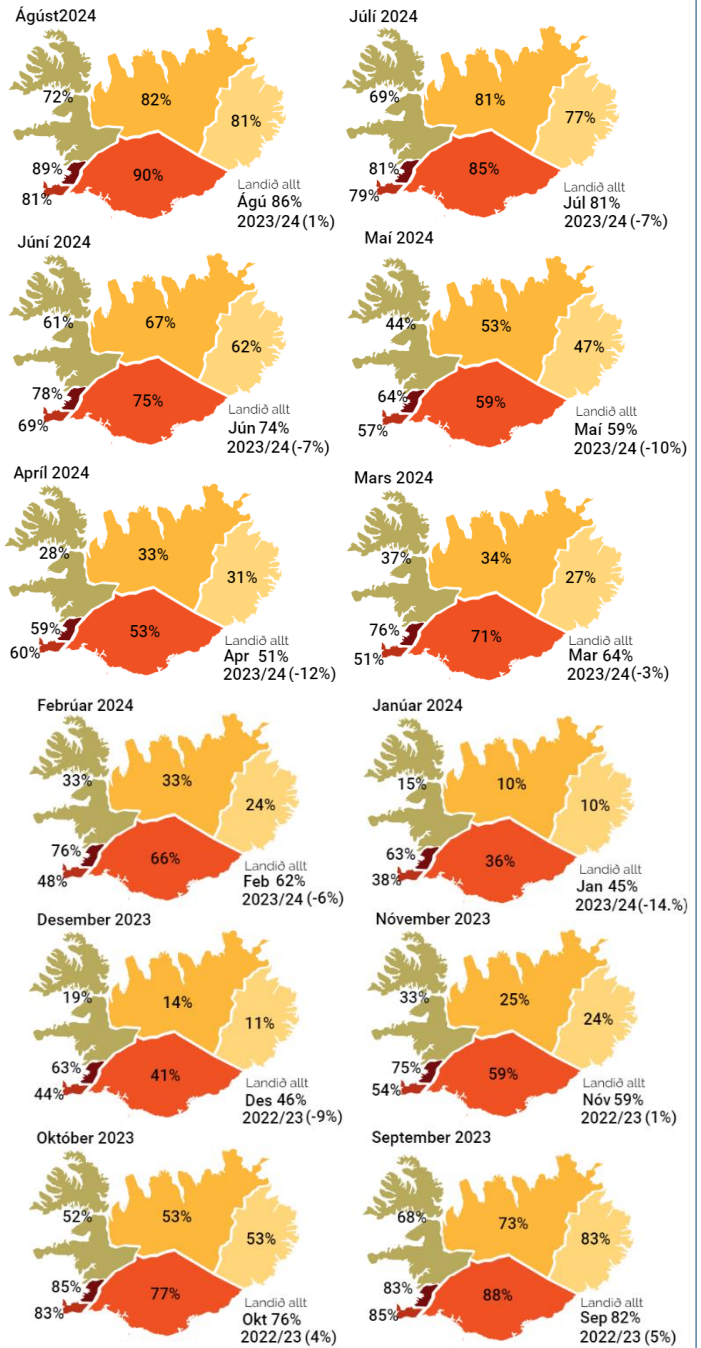 Ágúst2024
72%
82%
81%
89%
90%
81%
Landið allt
Ágú 86%
2023/24 (1%)
Júlí 2024
69%
81%
77%
81%
85%
79%
Landið allt
Júl 81%
2023/24 (-7%)
Júní 2024
61%
67%
62%
78%
75%
69%
Landið allt
Jún 74%
2023/24 (-7%)
Maí 2024
44%
53%
47%
64%
59%
57%
Landið allt
Maí 59%
2023/24 (-10%)
Apríl 2024
28%
33%
31%
59%
53%
60%
Landið allt
Apr 51%
2023/24 (-12%)
Mars 2024
37%
34%
27%
76%
71%
51%
Landið allt
Mar 64%
2023/24 (-3%)
Febrúar 2024
33%
33%
24%
76%
66%
48%
Landið allt
Feb 62%
2023/24 (-6%)
Janúar 2024
15%
10%
10%
63%
36%
38%
Landið allt
Jan 45%
2023/24 (-14.%)
Desember 2023
19%
14%
11%
63%
41%
44%
Landið allt
Des 46%
2022/23 (-9%)
Nóvember 2023
33%
25%
24%
75%
59%
54%
Landið allt
Nóv 59%
2022/23 (1%)
Október 2023
52%
53%
53%
85%
77%
83%
Landið allt
Okt 76%
2022/23 (4%)
September 2023
68%
73%
83%
83%
88%
85%
Landið allt
Sep 82%
2022/23 (5%)